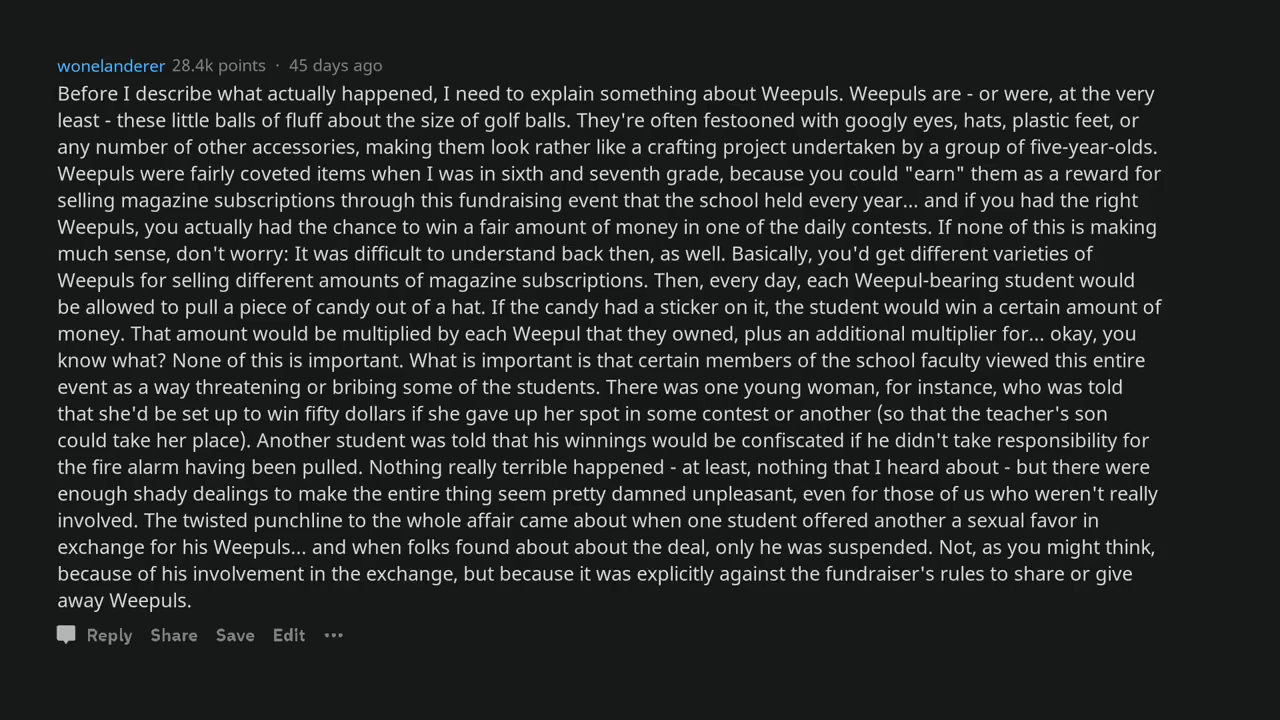 wonelanderer 28.4k points · 45 days ago
Before I describe what actually happened, I need to explain something about Weepuls. Weepuls are - or were, at the very
least - these little balls of fluff about the size of golf balls. They're often festooned with googly eyes, hats, plastic feet, or
any number of other accessories, making them look rather like a crafting project undertaken by a group of five-year-olds.
Weepuls were fairly coveted items when I was in sixth and seventh grade, because you could "earn" them as a reward for
selling magazine subscriptions through this fundraising event that the school held every year... and if you had the right
Weepuls, you actually had the chance to win a fair amount of money in one of the daily contests. If none of this is making
much sense, don't worry: It was difficult to understand back then, as well. Basically, you'd get different varieties of
Weepuls for selling different amounts of magazine subscriptions. Then, every day, each Weepul-bearing student would
be allowed to pull a piece of candy out of a hat. If the candy had a sticker on it, the student would win a certain amount of
money. That amount would be multiplied by each Weepul that they owned, plus an additional multiplier for... okay, you
know what? None of this is important. What is important is that certain members of the school faculty viewed this entire
event as a way threatening or bribing some of the students. There was one young woman, for instance, who was told
that she'd be set up to win fifty dollars if she gave up her spot in some contest or another (so that the teacher's son
could take her place). Another student was told that his winnings would be confiscated if he didn't take responsibility for
the fire alarm having been pulled. Nothing really terrible happened - at least, nothing that I heard about - but there were
enough shady dealings to make the entire thing seem pretty damned unpleasant, even for those of us who weren't really
involved. The twisted punchline to the whole affair came about when one student offered another a sexual favor in
exchange for his Weepuls... and when folks found about about the deal, only he was suspended. Not, as you might think,
because of his involvement in the exchange, but because it was explicitly against the fundraiser's rules to share or give
away Weepuls.
Reply Share Save Edit ···